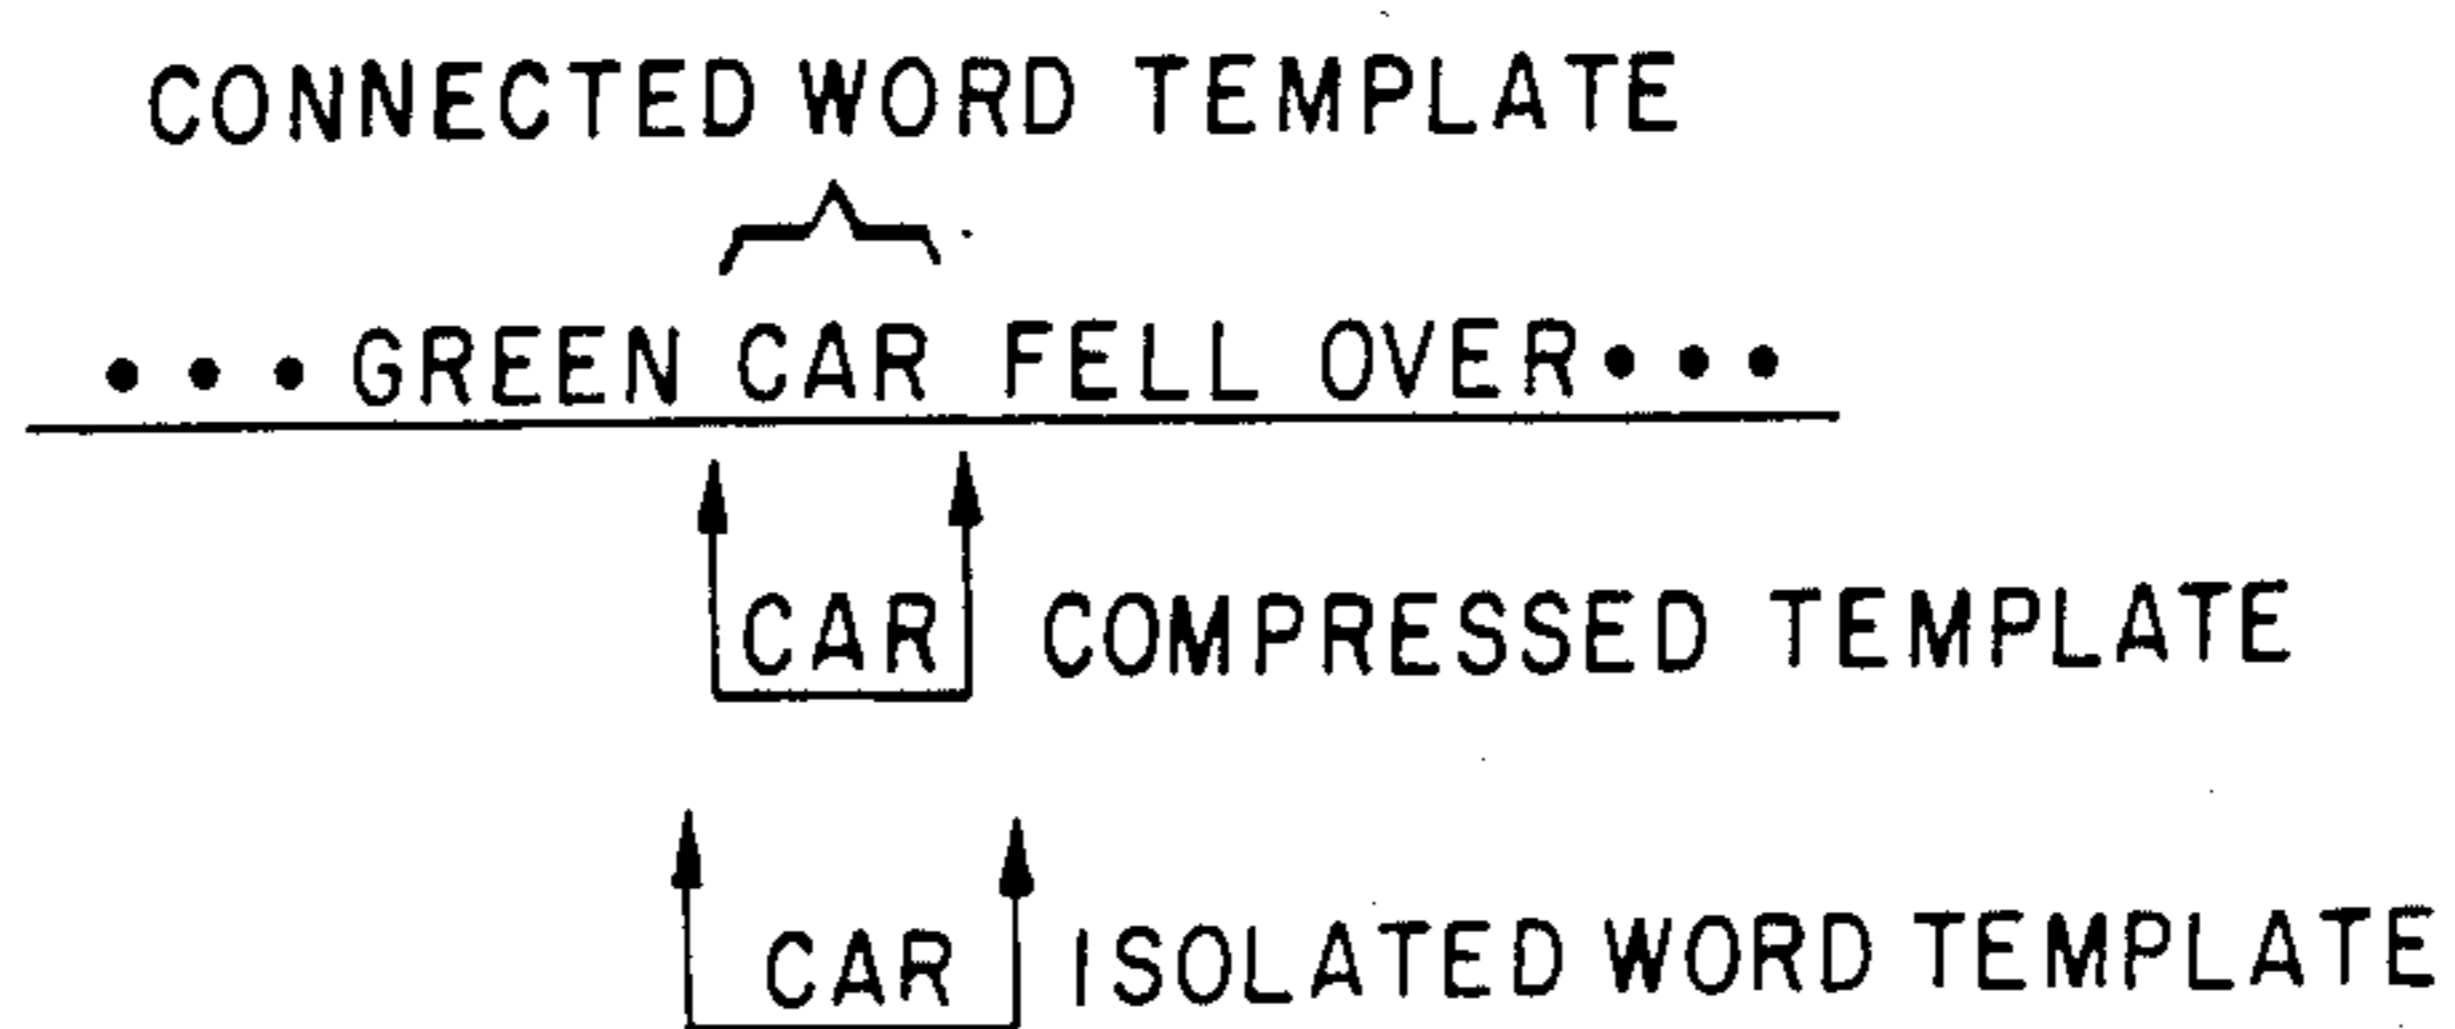 CONNECTED WORD TEMPLATE
•••GREEN CAR FELL OVER•••
CAR COMPRESSED TEMPLATE
CAR ISOLATED WORD TEMPLATE